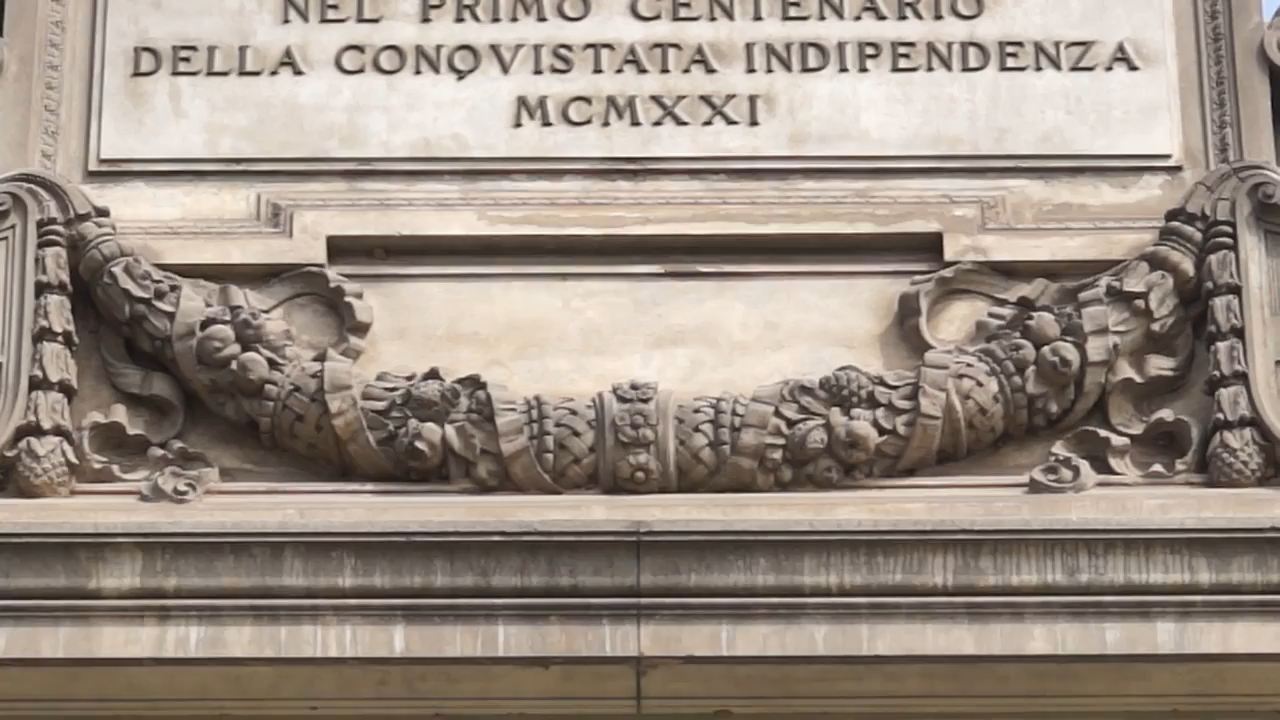 NEL PRIMO CENTENARIO
DELLA CONQVISTATA INDIPENDENZA
MCMXXI